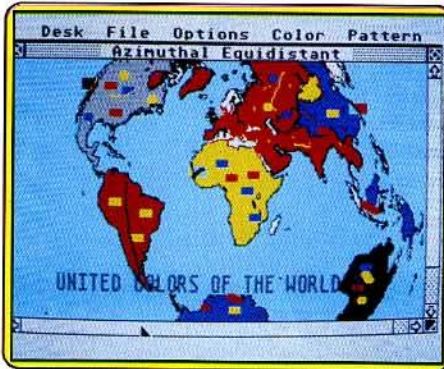 Desk File Options Color Pattern
Azimuthal Equidistant
UNITED COLORS OF THE WORLD